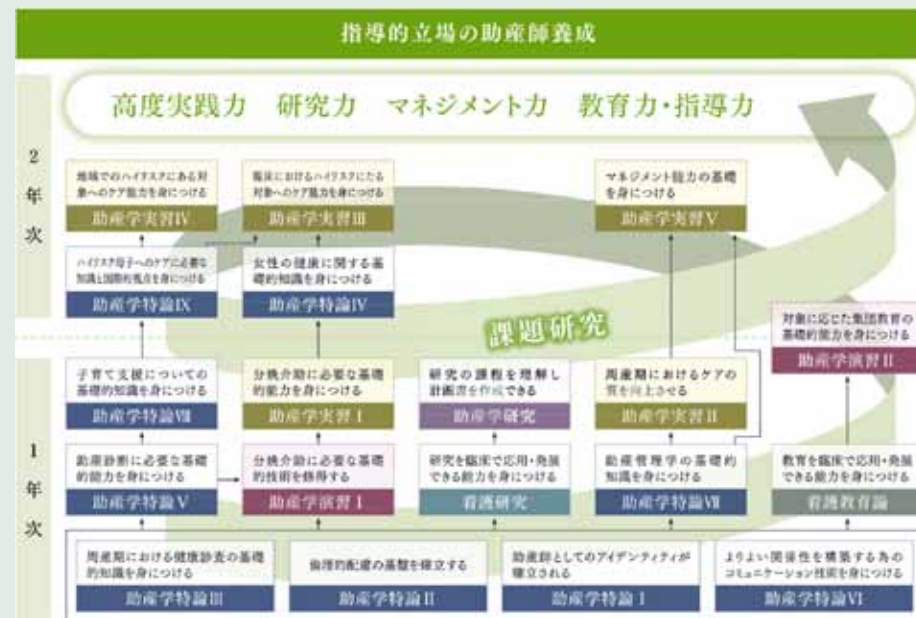 指導的立場の助産師養成
高度実践力 研究力 マネジメント力 教育力・指導力
2年次
地域でのハイリスクにある対
象へのケア能力を身につける
助産学実習Ⅳ
臨床におけるハイリスクにたる
対象へのケア能力を身につける
助産学実習Ⅲ
マネジメント能力の基礎
を身につける
助産学実習Ⅴ
ハイリスク母子へのケアに必要な
知識と国際的視点を身につける
助産学特論Ⅸ
女性の健康に関する基
礎的知識を身につける
助産学特論Ⅳ
課題研究
対象に応じた集団教育の
基礎的能力を身につける
助産学演習Ⅱ
1年次
子育て支援についての
基礎的知識を身につける
助産学特論Ⅷ
分娩介助に必要な基礎
的能力を身につける
助産学実習Ⅰ
研究の課程を理解し
計画書を作成できる
助産学研究
周産期におけるケアの
質を向上させる
助産学実習Ⅱ
助産診断に必要な基礎
的能力を身につける
助産学特論Ⅴ
分娩介助に必要な基礎
的技術を修得する
助産学演習Ⅰ
研究を臨床で応用・発展
できる能力を身につける
看護研究
助産管理学の基礎的
知識を身につける
助産学特論Ⅶ
教育を臨床で応用・発展
できる能力を身につける
看護教育論
周産期における健康診査の基礎
的知識を身につける
助産学特論Ⅲ
倫理的配慮の基盤を確立する
助産学特論Ⅱ
助産師としてのアイデンティティが
確立される
助産学特論Ⅰ
よりよい関係性を構築する為の
コミュニケーション技術を身につける
助産学特論Ⅵ